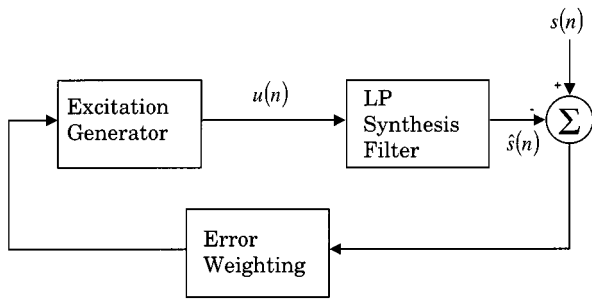 s(n)
Excitation
Generator
u(n)
LP
Synthesis
Filter
+
-
Σ
ŝ(n)
Error
Weighting